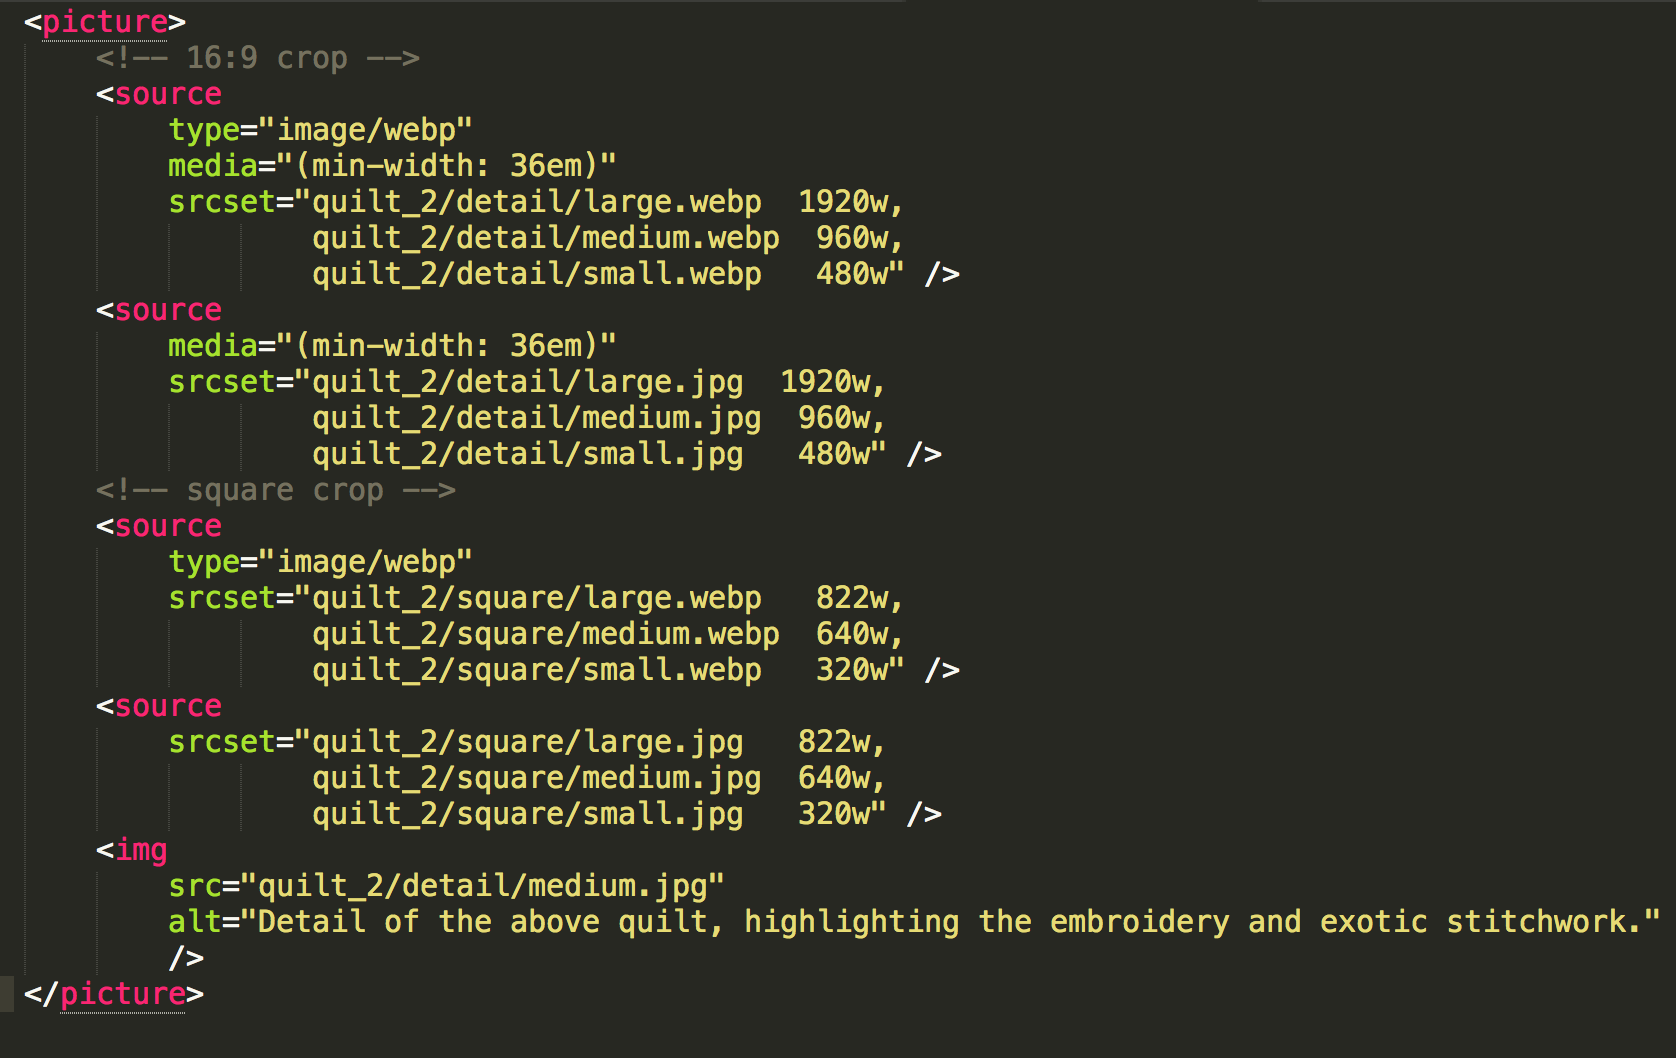 <picture>
    <!-- 16:9 crop -->
    <source
        type="image/webp"
        media="(min-width: 36em)"
        srcset="quilt_2/detail/large.webp  1920w,
                quilt_2/detail/medium.webp  960w,
                quilt_2/detail/small.webp   480w" />
    <source
        media="(min-width: 36em)"
        srcset="quilt_2/detail/large.jpg  1920w,
                quilt_2/detail/medium.jpg  960w,
                quilt_2/detail/small.jpg   480w" />
    <!-- square crop -->
    <source
        type="image/webp"
        srcset="quilt_2/square/large.webp   822w,
                quilt_2/square/medium.webp  640w,
                quilt_2/square/small.webp   320w" />
    <source
        srcset="quilt_2/square/large.jpg   822w,
                quilt_2/square/medium.jpg  640w,
                quilt_2/square/small.jpg   320w" />
    <img
        src="quilt_2/detail/medium.jpg"
        alt="Detail of the above quilt, highlighting the embroidery and exotic stitchwork."
        />
</picture>